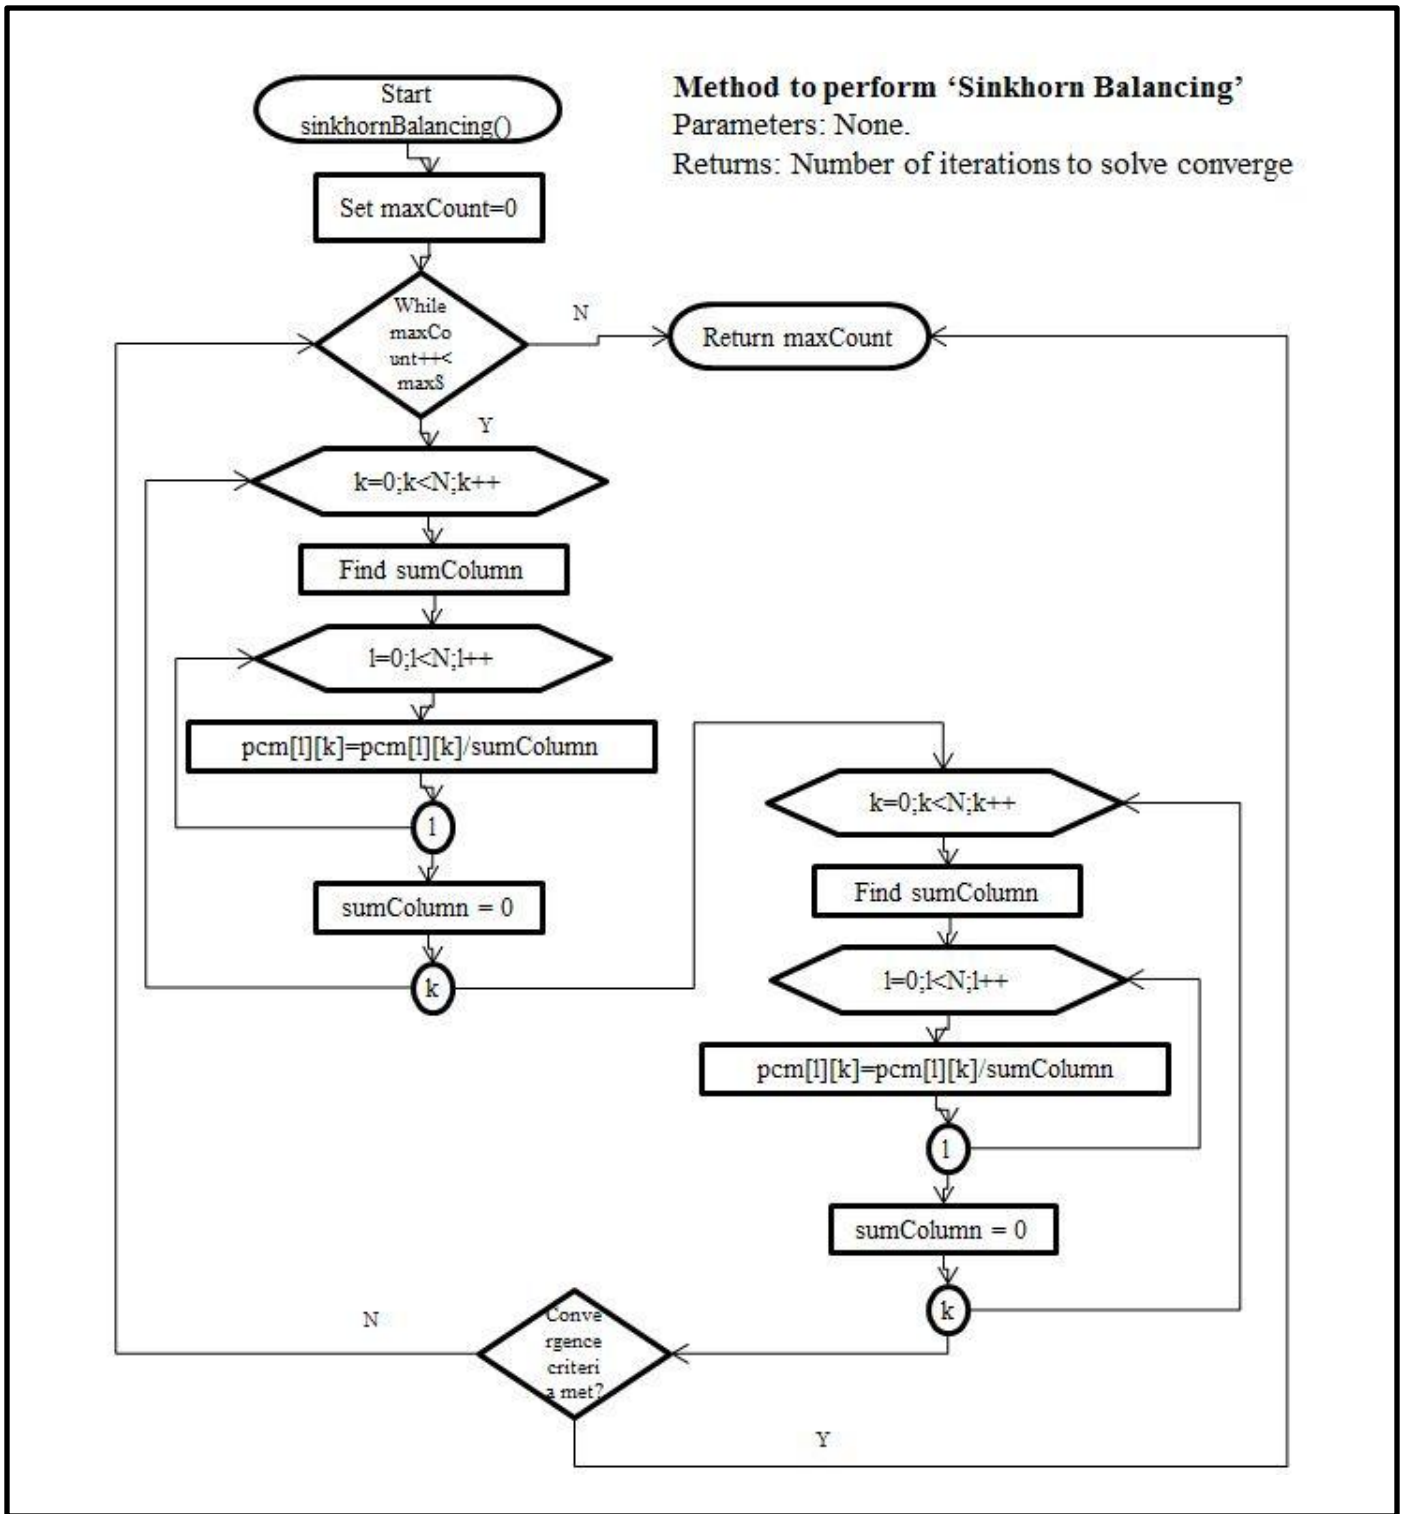 Start
sinkhornBalancing()
Method to perform ‘Sinkhorn Balancing’
Parameters: None.
Returns: Number of iterations to solve converge
Set maxCount=0
While
maxCo
unt++<
maxS
N
Return maxCount
Y
k=0;k<N;k++
Find sumColumn
l=0;l<N;l++
pcm[l][k]=pcm[l][k]/sumColumn
l
sumColumn = 0
k
k=0;k<N;k++
Find sumColumn
l=0;l<N;l++
pcm[l][k]=pcm[l][k]/sumColumn
l
sumColumn = 0
k
Conve
rgence
criteri
a met?
N
Y